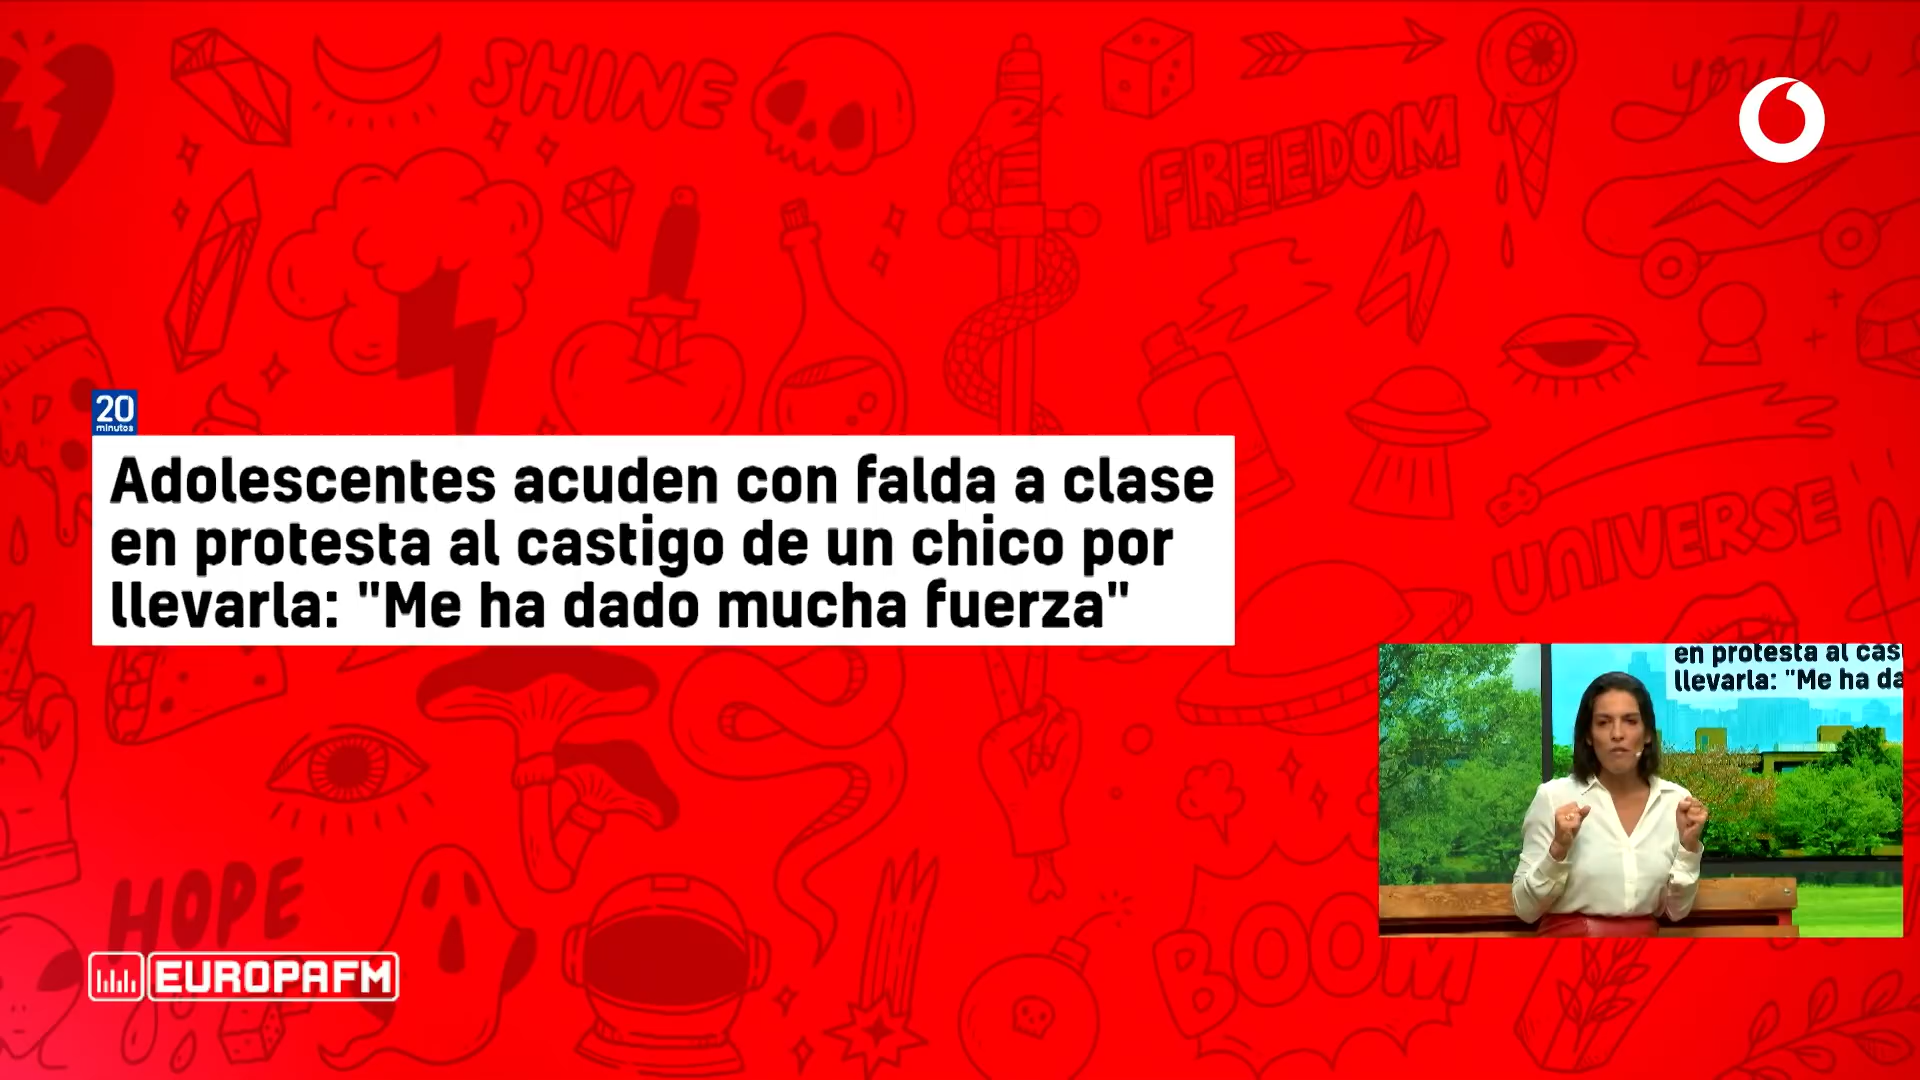 SHINE
youth
FREEDOM
20
minutos
Adolescentes acuden con falda a clase
en protesta al castigo de un chico por
llevarla: "Me ha dado mucha fuerza"
UNIVERSE
en protesta al cas
llevarla: "Me ha da
HOPE
BOOM
EUROPAFM